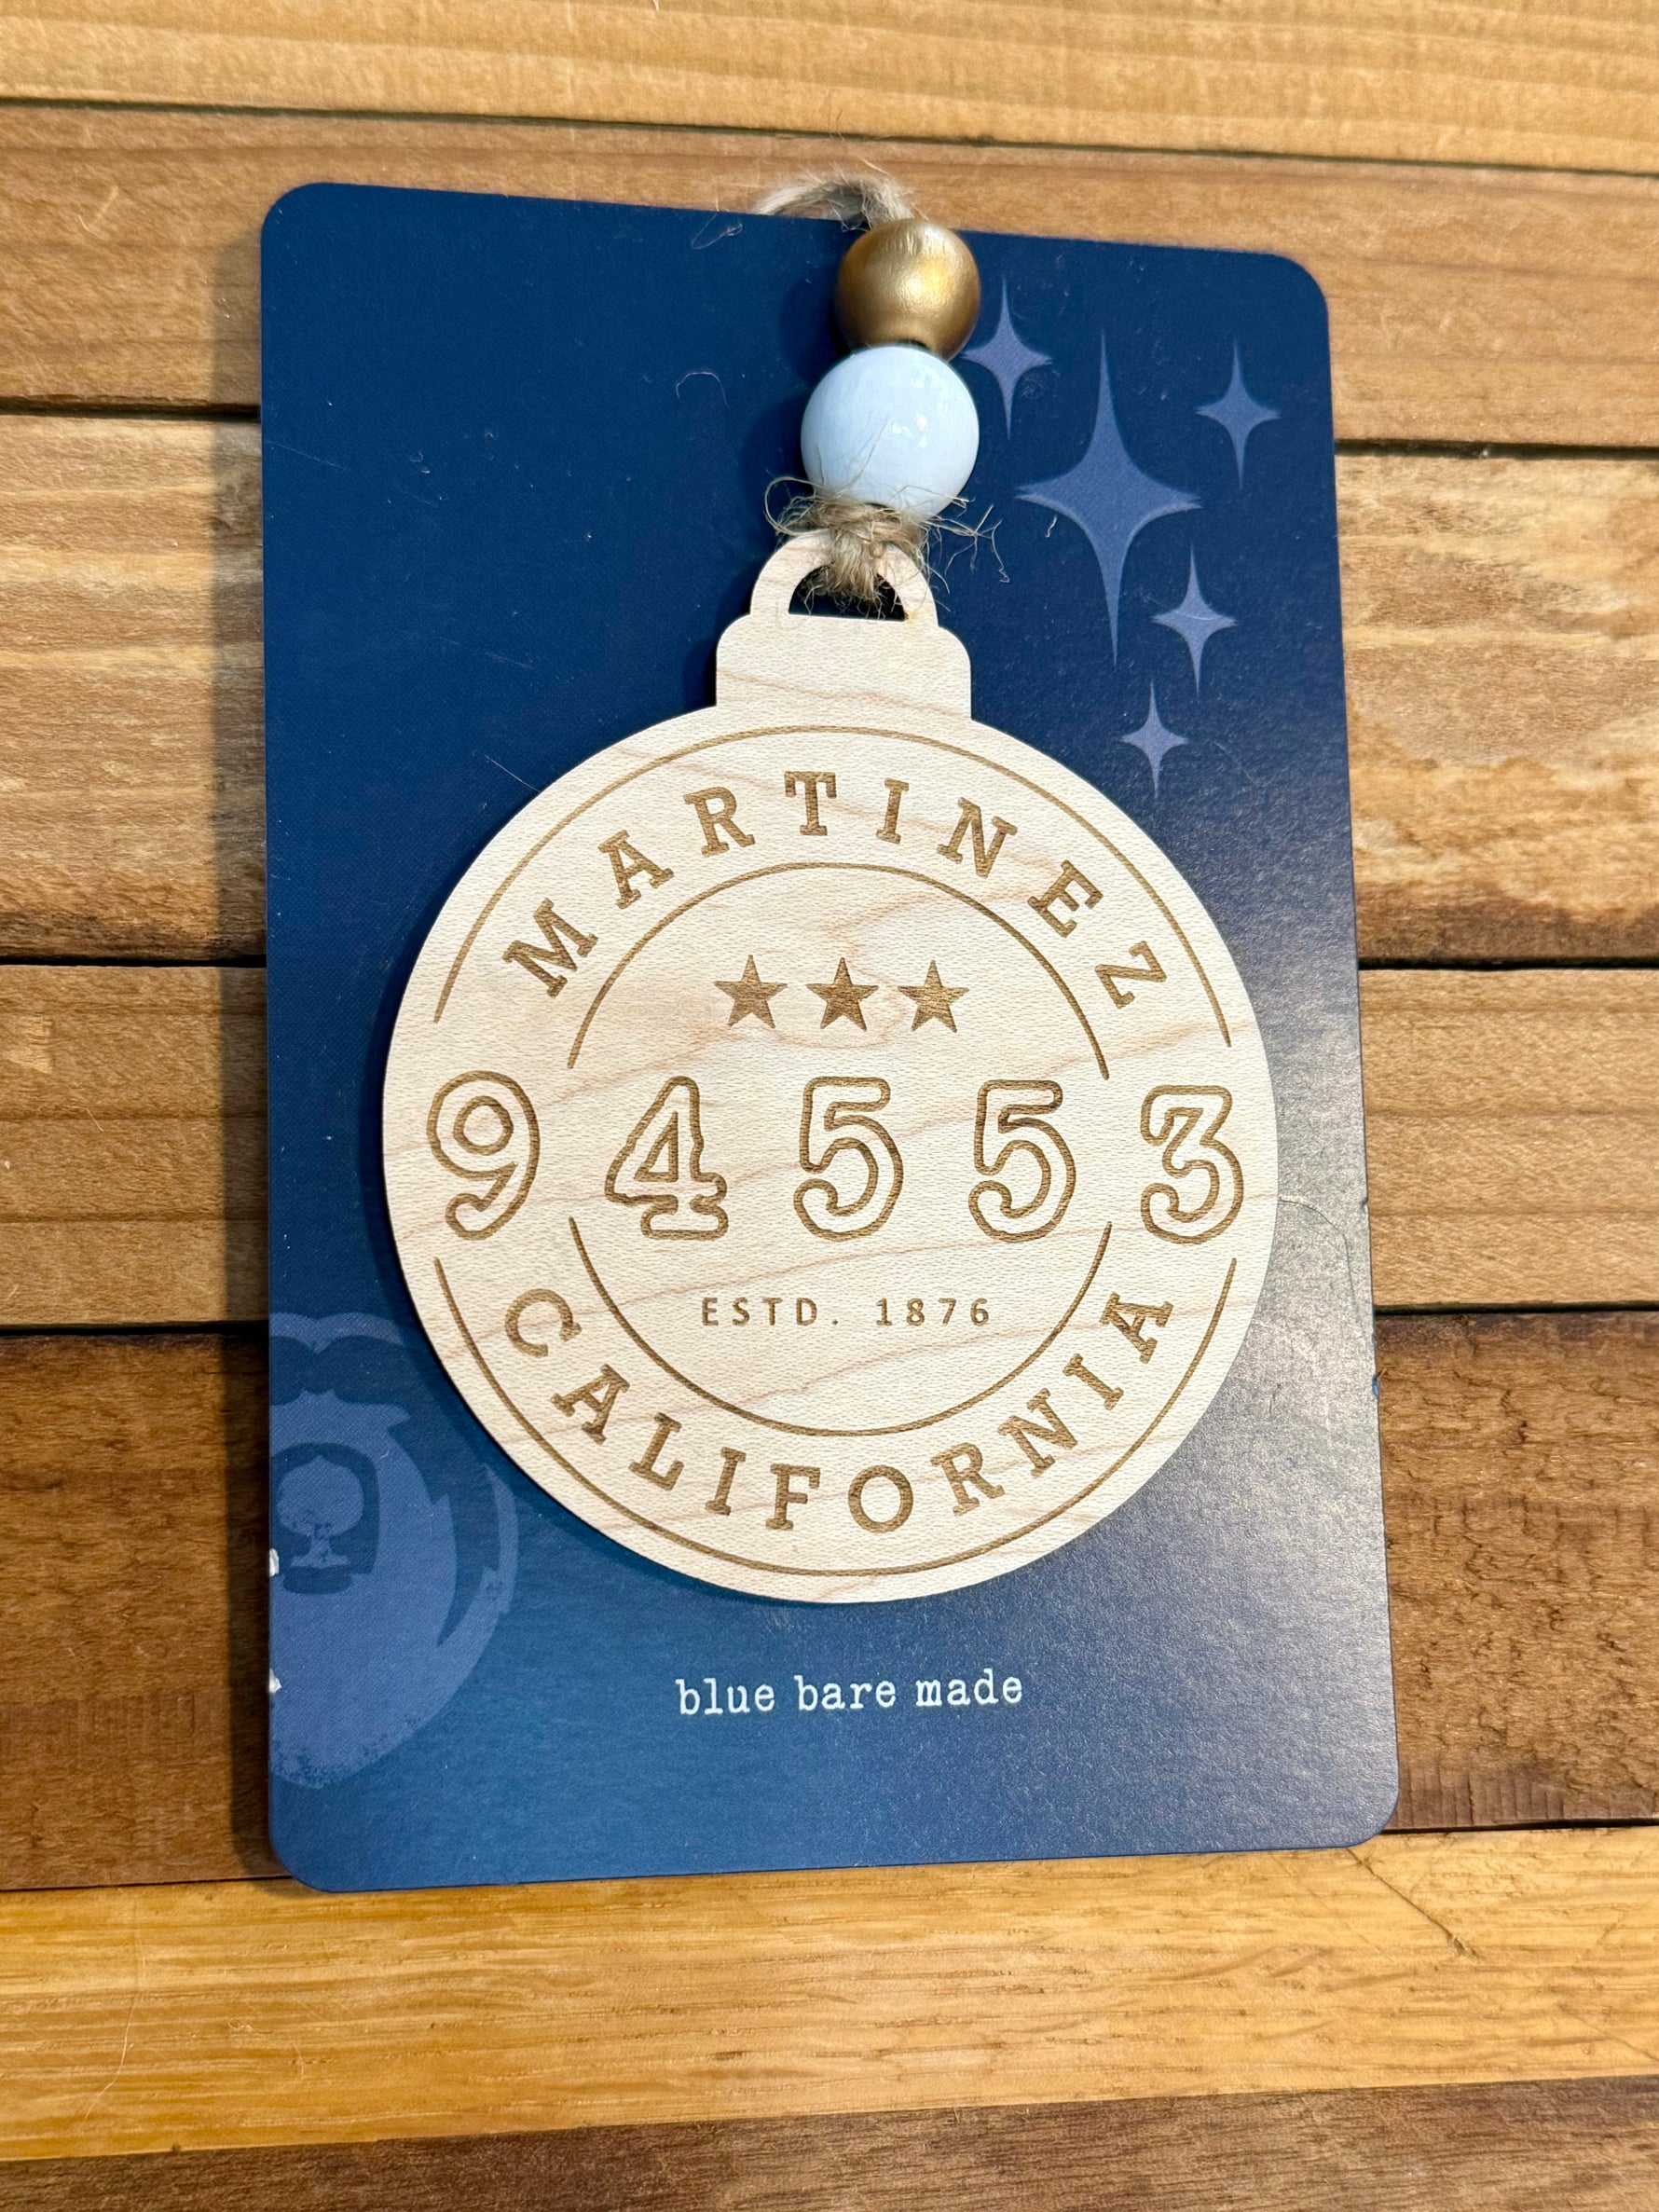 MARTINEZ
94553
ESTD. 1876
CALIFORNIA
blue bare made